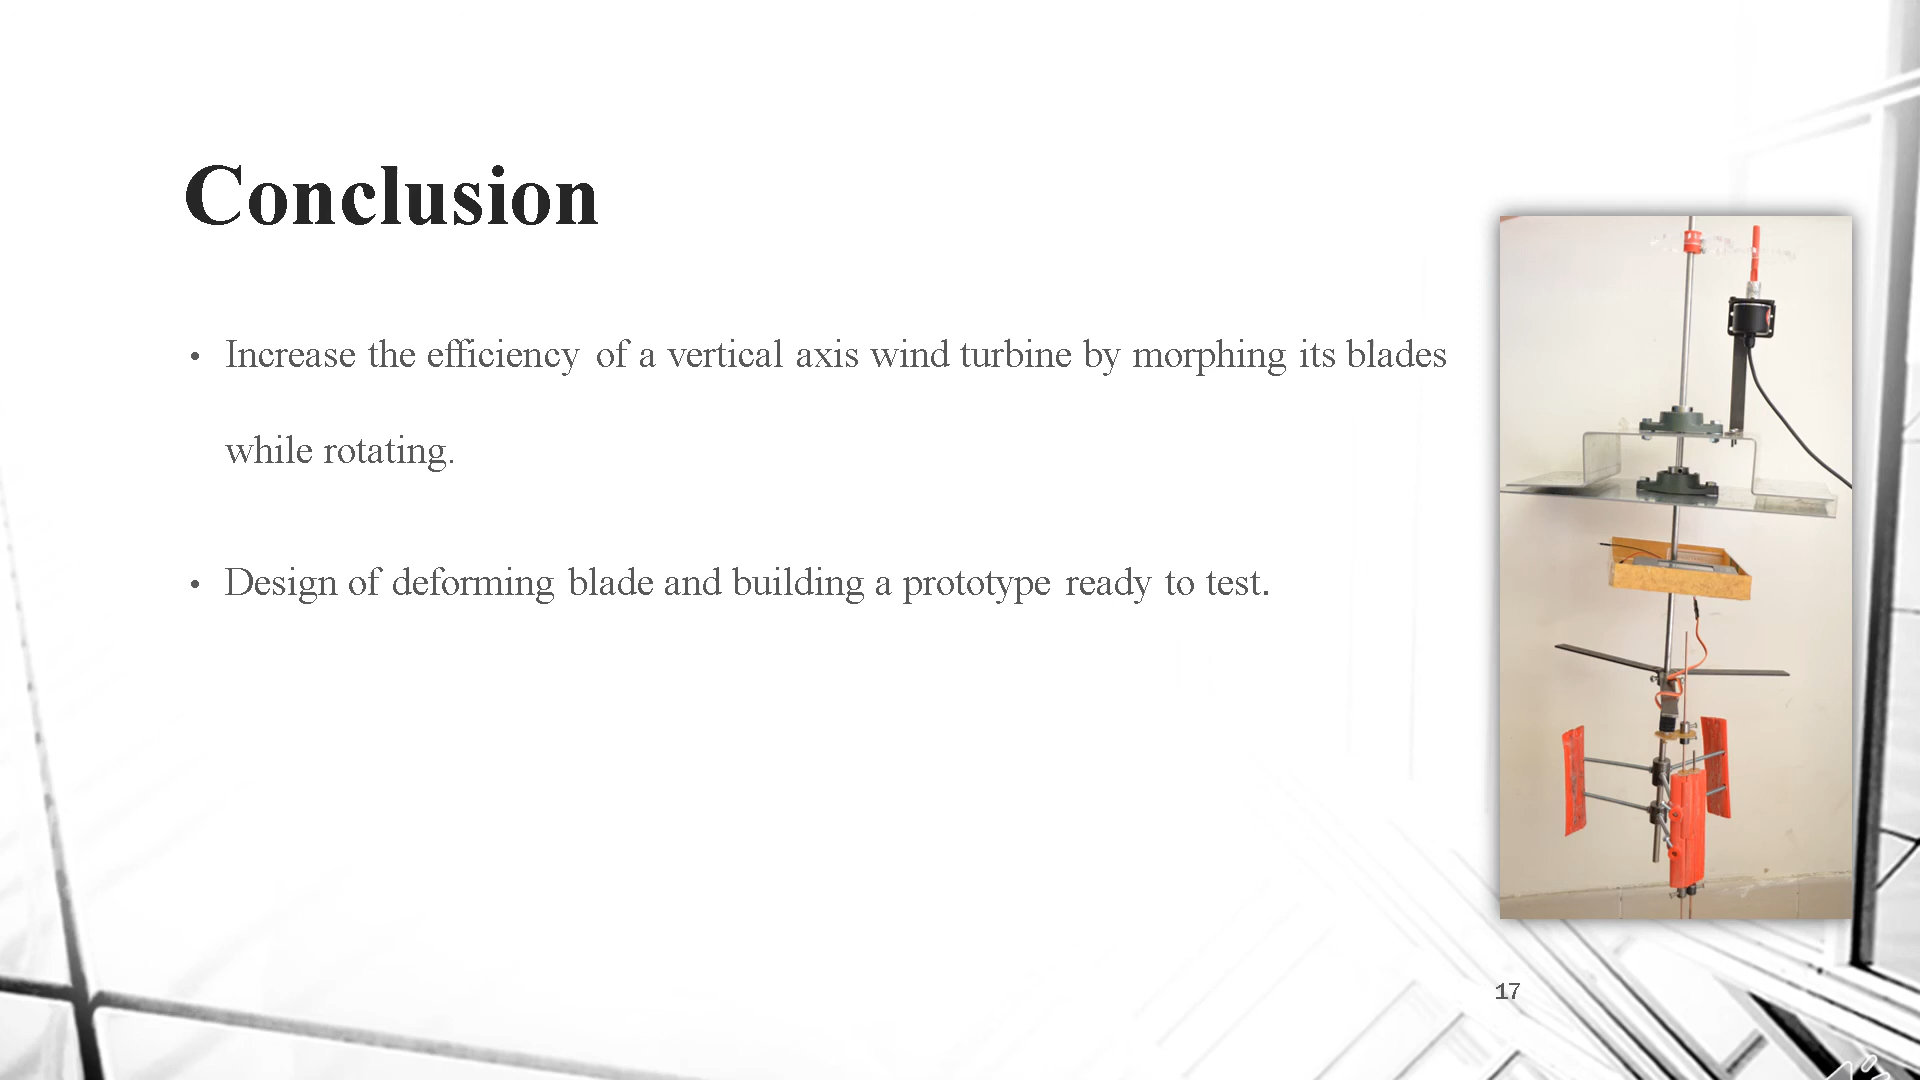 Conclusion
• Increase the efficiency of a vertical axis wind turbine by morphing its blades
while rotating.
• Design of deforming blade and building a prototype ready to test.
17